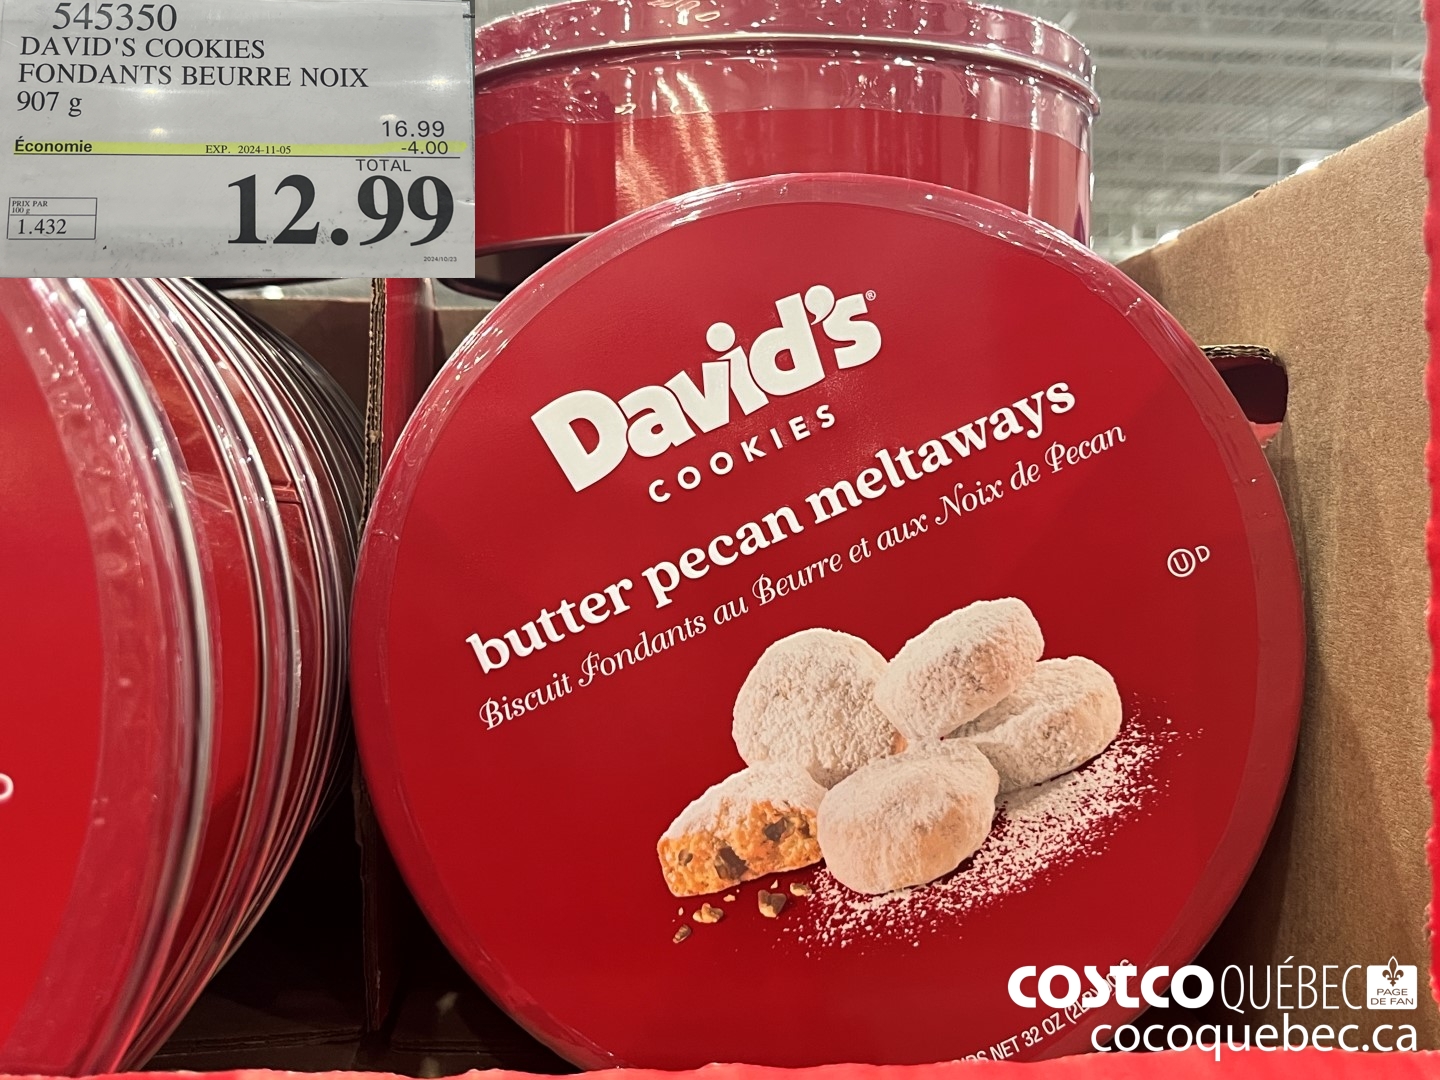 545350
DAVID'S COOKIES
FONDANTS BEURRE NOIX
907 g
16.99
Économie EXP. 2024-11-05 -4.00
TOTAL
PRIX PAR
100 g
1.432
12.99
2024/10/23
David's®
COOKIES
butter pecan meltaways
Biscuit Fondants au Beurre et aux Noix de Pecan
U D
NET 32 OZ
COSTCO QUÉBEC PAGE
DE FAN
cocoquebec.ca